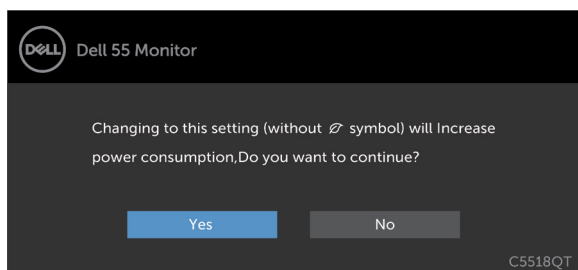 DELL Dell 55 Monitor
Changing to this setting (without symbol) will Increase
power consumption,Do you want to continue?
Yes No
C5518QT